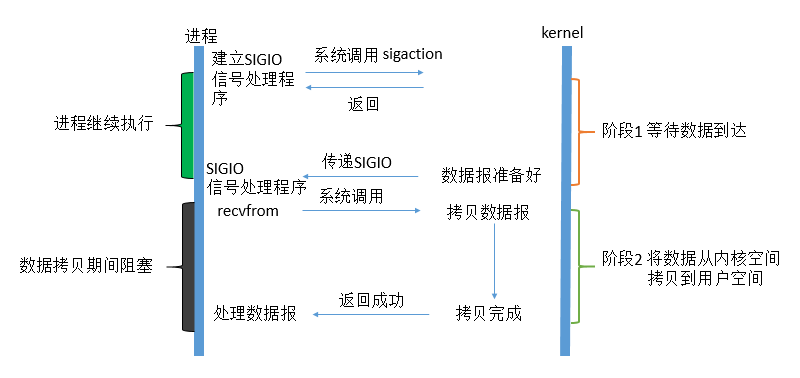 进程
kernel
建立SIGIO
信号处理程
序
系统调用 sigaction
返回
进程继续执行
阶段1 等待数据到达
传递SIGIO
数据报准备好
SIGIO
信号处理程序
recvfrom
系统调用
拷贝数据报
数据拷贝期间阻塞
阶段2 将数据从内核空间
拷贝到用户空间
返回成功
处理数据报
拷贝完成